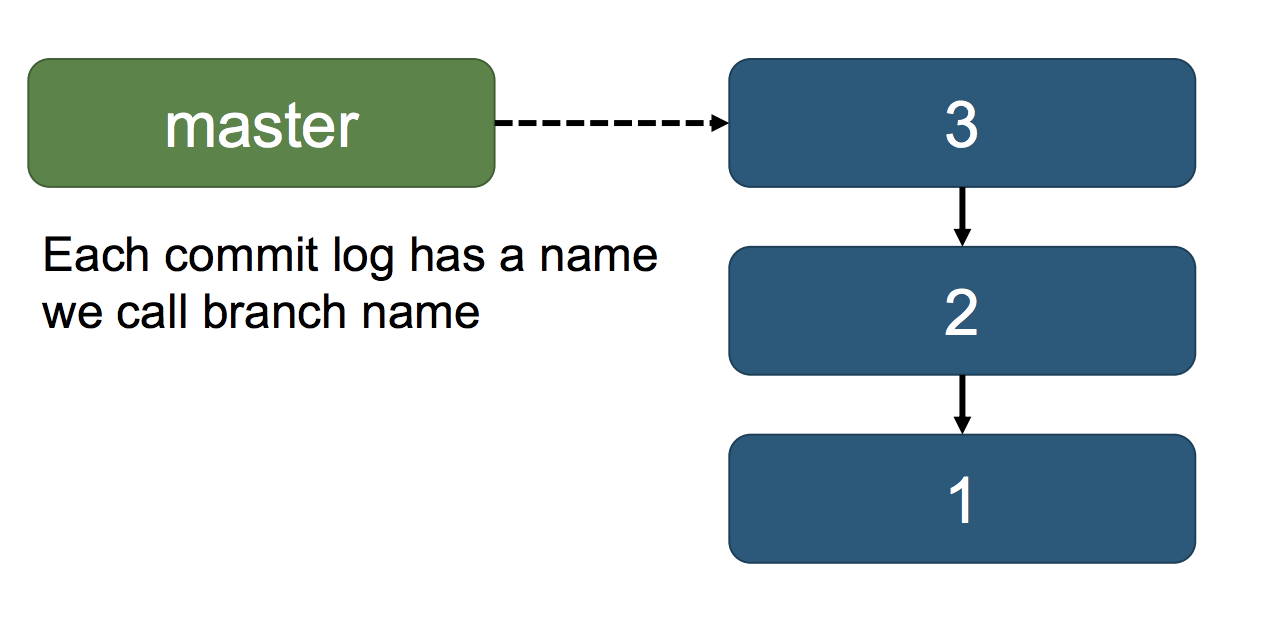 master
3
Each commit log has a name
we call branch name
2
1